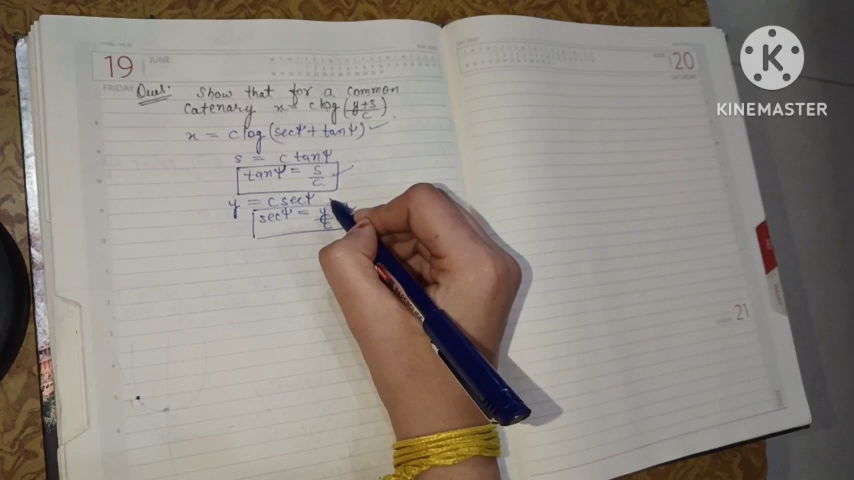 19 JUNE
FRIDAY
Ques:- Show that for a common
Catenary x = c log (y+s/c).
x = c log (secΨ + tanΨ) ✓
s = c tanΨ
tanΨ = s/c ✓
y = c secΨ
secΨ = y/c
20
SATURDAY
21
KINEMASTER